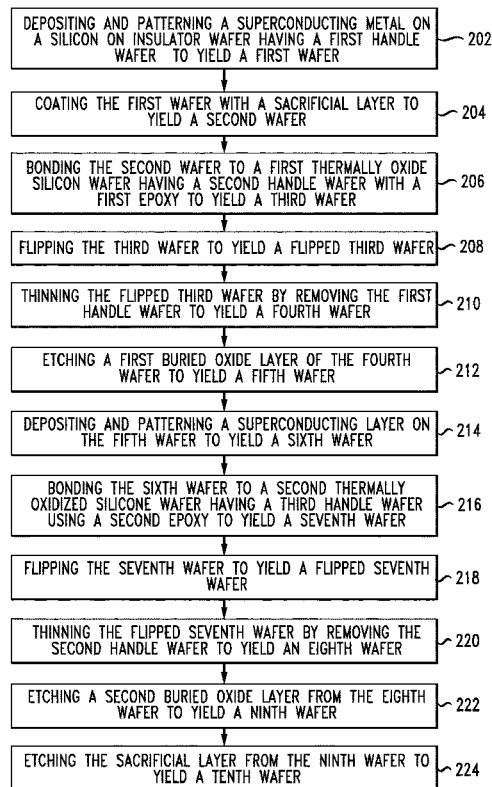 DEPOSITING AND PATTERNING A SUPERCONDUCTING METAL ON
A SILICON ON INSULATOR WAFER HAVING A FIRST HANDLE
WAFER TO YIELD A FIRST WAFER
202
COATING THE FIRST WAFER WITH A SACRIFICIAL LAYER TO
YIELD A SECOND WAFER
204
BONDING THE SECOND WAFER TO A FIRST THERMALLY OXIDE
SILICON WAFER HAVING A SECOND HANDLE WAFER WITH A
FIRST EPOXY TO YIELD A THIRD WAFER
206
FLIPPING THE THIRD WAFER TO YIELD A FLIPPED THIRD WAFER
208
THINNING THE FLIPPED THIRD WAFER BY REMOVING THE FIRST
HANDLE WAFER TO YIELD A FOURTH WAFER
210
ETCHING A FIRST BURIED OXIDE LAYER OF THE FOURTH
WAFER TO YIELD A FIFTH WAFER
212
DEPOSITING AND PATTERNING A SUPERCONDUCTING LAYER ON
THE FIFTH WAFER TO YIELD A SIXTH WAFER
214
BONDING THE SIXTH WAFER TO A SECOND THERMALLY
OXIDIZED SILICONE WAFER HAVING A THIRD HANDLE WAFER
USING A SECOND EPOXY TO YIELD A SEVENTH WAFER
216
FLIPPING THE SEVENTH WAFER TO YIELD A FLIPPED SEVENTH
WAFER
218
THINNING THE FLIPPED SEVENTH WAFER BY REMOVING THE
SECOND HANDLE WAFER TO YIELD AN EIGHTH WAFER
220
ETCHING A SECOND BURIED OXIDE LAYER FROM THE EIGHTH
WAFER TO YIELD A NINTH WAFER
222
ETCHING THE SACRIFICIAL LAYER FROM THE NINTH WAFER TO
YIELD A TENTH WAFER
224